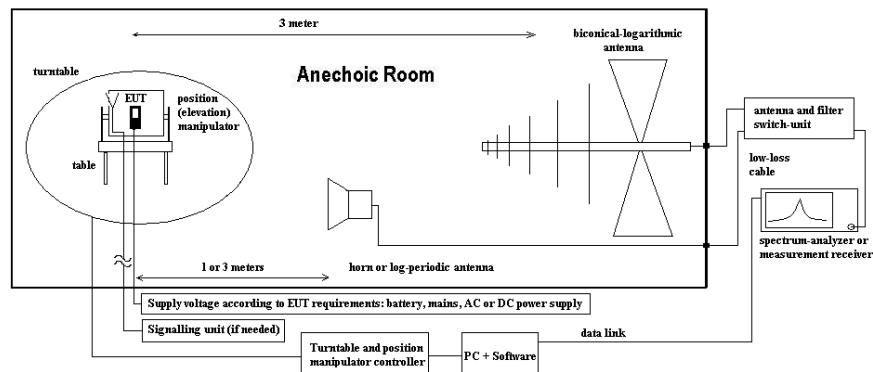 3 meter
biconical-logarithmic
antenna
turntable
Anechoic Room
EUT
position
(elevation)
manipulator
antenna and filter
switch-unit
table
low-loss
cable
spectrum-analyzer or
measurement receiver
1 or 3 meters
horn or log-periodic antenna
Supply voltage according to EUT requirements: battery, mains, AC or DC power supply
Signalling unit (if needed)
data link
Turntable and position
manipulator controller
PC + Software